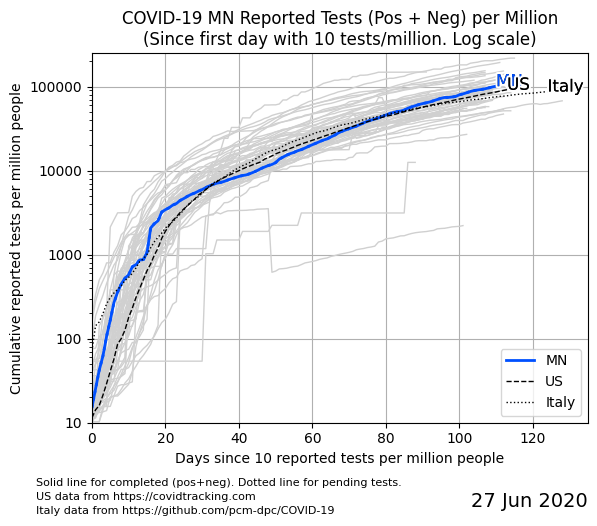 COVID-19 MN Reported Tests (Pos + Neg) per Million
(Since first day with 10 tests/million. Log scale)
Cumulative reported tests per million people
100000
10000
1000
100
10
MN
US
Italy
MN
US
Italy
0 20 40 60 80 100 120
Days since 10 reported tests per million people
Solid line for completed (pos+neg). Dotted line for pending tests.
US data from https://covidtracking.com
Italy data from https://github.com/pcm-dpc/COVID-19
27 Jun 2020